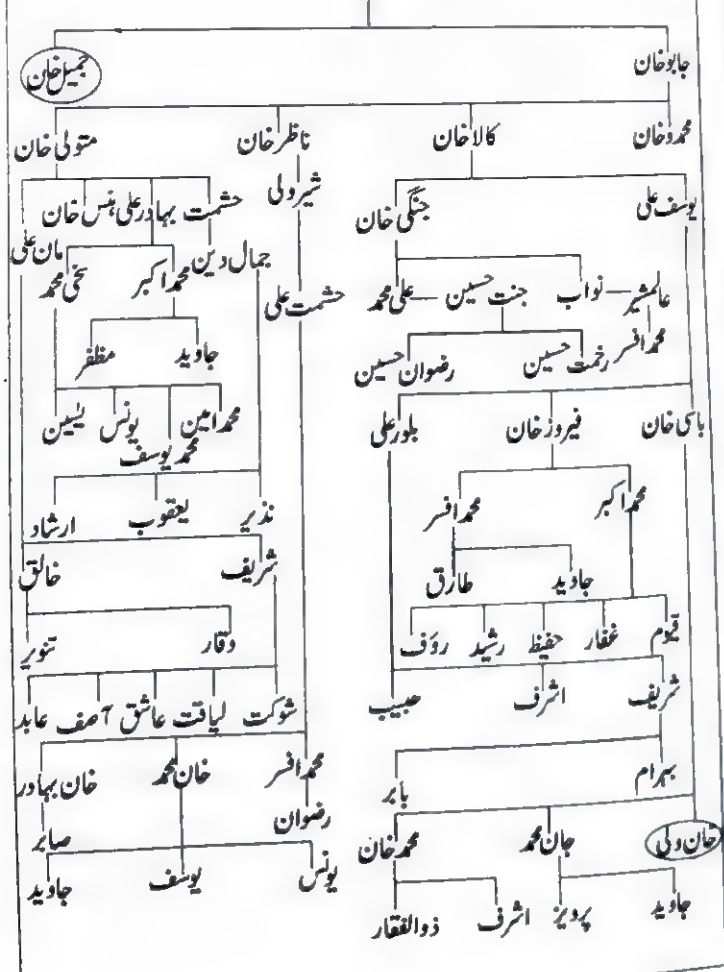 جابو خان جمیل خان
محمدو خان کالا خان ناظر خان متولی خان
یوسف علی جنگی خان شیر ولی حشمت بہادر علی ہنس خان مان علی
عالمشیر نواب جنت حسین علی محمد حشمت علی جمال دین محمد اکبر سخی محمد
محمد افسر رخمت حسین رضوان حسین جاوید مظفر
باسی خان فیروز خان بلور علی محمد امین محمد یوسف یونس یٰسین
محمد اکبر محمد افسر نذیر یعقوب ارشاد
جاوید طارق شریف خالق
قیوم غفار حفیظ رشید رؤف وقار تنویر
شریف اشرف حبیب شوکت لیاقت عاشق آصف عابد
بہرام بابر محمد افسر خان محمد خان بہادر
خان ولی جان محمد محمد خان رضوان صابر
جاوید پرویز اشرف ذوالفقار یونس یوسف جاوید